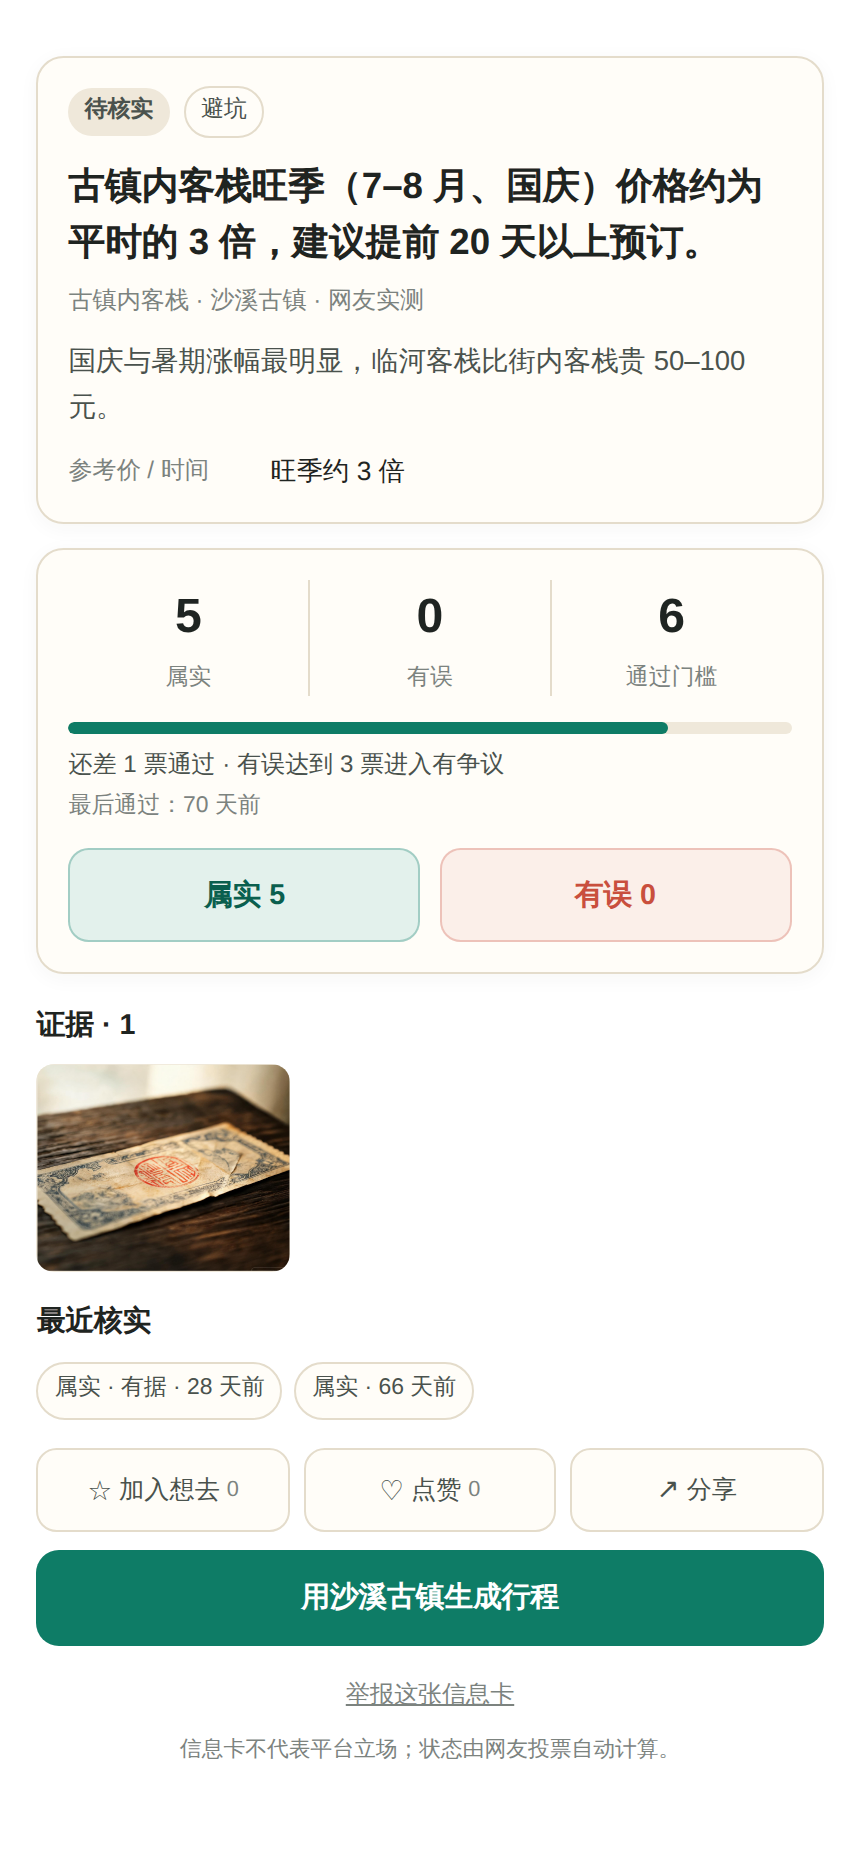 待核实 避坑
古镇内客栈旺季（7–8 月、国庆）价格约为
平时的 3 倍，建议提前 20 天以上预订。
古镇内客栈 · 沙溪古镇 · 网友实测
国庆与暑期涨幅最明显，临河客栈比街内客栈贵 50–100
元。
参考价 / 时间 旺季约 3 倍
5 0 6
属实 有误 通过门槛
还差 1 票通过 · 有误达到 3 票进入有争议
最后通过：70 天前
属实 5 有误 0
证据 · 1
最近核实
属实 · 有据 · 28 天前 属实 · 66 天前
☆ 加入想去 0 ♡ 点赞 0 ↗ 分享
用沙溪古镇生成行程
举报这张信息卡
信息卡不代表平台立场；状态由网友投票自动计算。